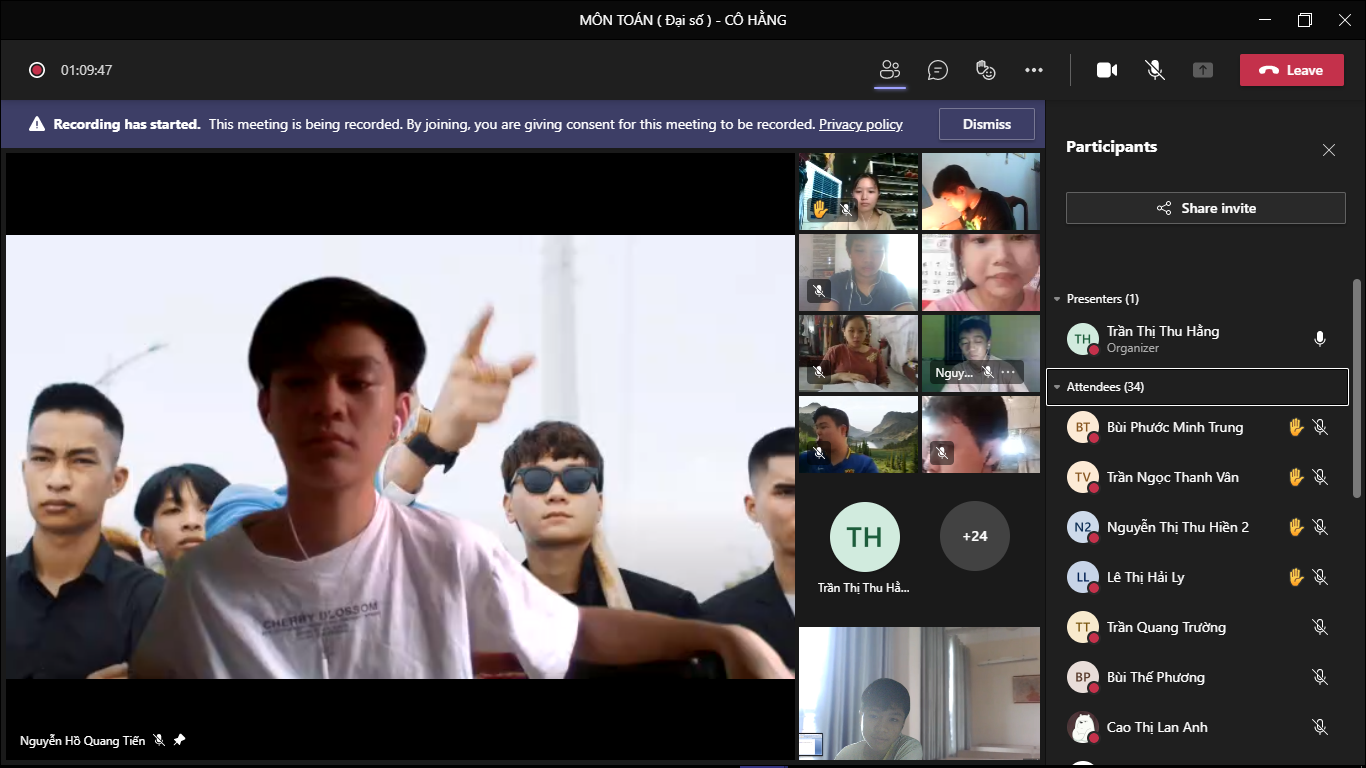 MÔN TOÁN ( Đại số ) - CÔ HẰNG
01:09:47
Leave
Recording has started. This meeting is being recorded. By joining, you are giving consent for this meeting to be recorded. Privacy policy
Dismiss
Participants
Share invite
Presenters (1)
TH
Trần Thị Thu Hằng
Organizer
Attendees (34)
BT
Bùi Phước Minh Trung
TV
Trần Ngọc Thanh Vân
N2
Nguyễn Thị Thu Hiền 2
LL
Lê Thị Hải Ly
TT
Trần Quang Trường
BP
Bùi Thế Phương
Cao Thị Lan Anh
Nguy...
TH
Trần Thị Thu Hằ...
+24
CHERRY BLOSSOM
Nguyễn Hồ Quang Tiến